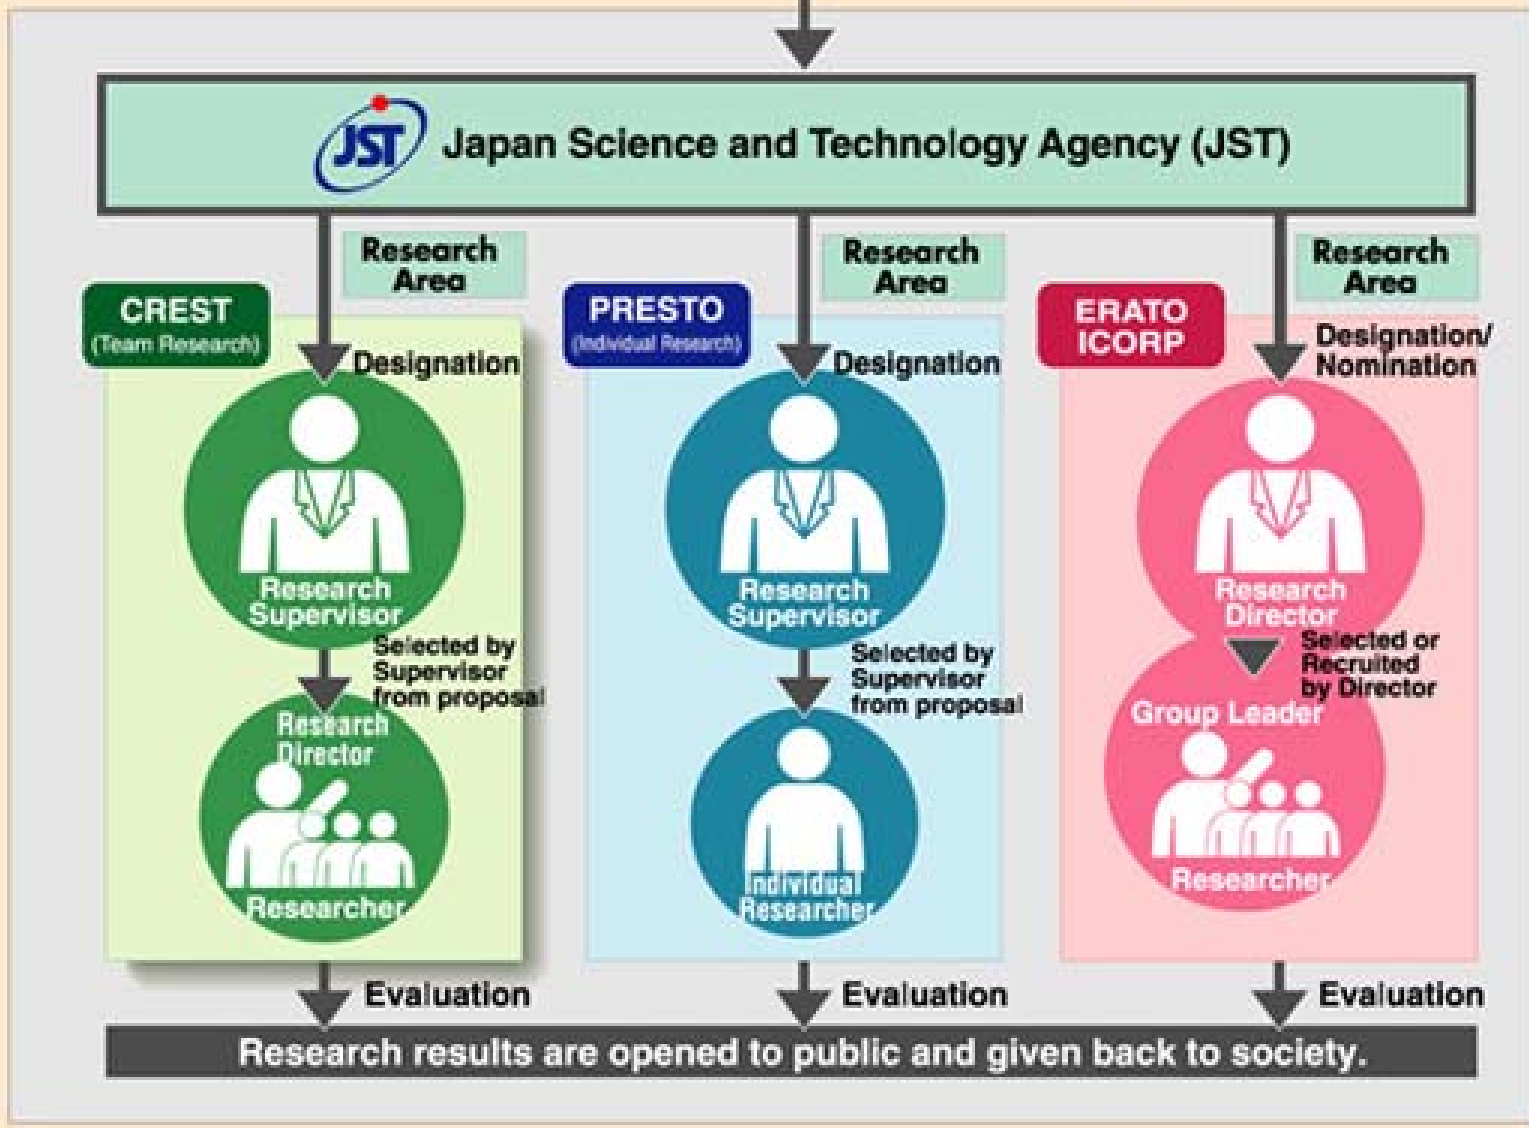 JST Japan Science and Technology Agency (JST)
Research
Area
CREST
(Team Research)
Designation
Research
Supervisor
Selected by
Supervisor
from proposal
Research
Director
Researcher
Evaluation
Research
Area
PRESTO
(Individual Research)
Designation
Research
Supervisor
Selected by
Supervisor
from proposal
Individual
Researcher
Evaluation
Research
Area
ERATO
ICORP
Designation/
Nomination
Research
Director
Selected or
Recruited
by Director
Group Leader
Researcher
Evaluation
Research results are opened to public and given back to society.